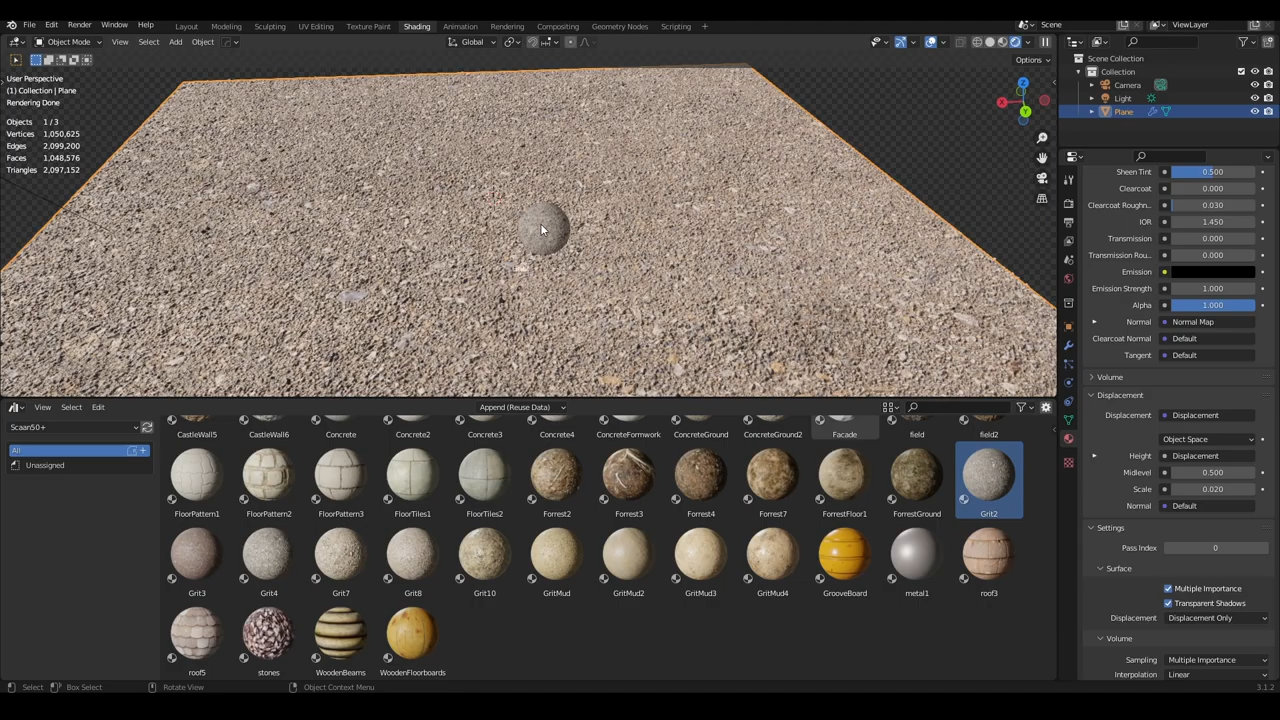 File Edit Render Window Help Layout Modeling Sculpting UV Editing Texture Paint Shading Animation Rendering Compositing Geometry Nodes Scripting + Scene ViewLayer
Object Mode View Select Add Object Global
Options
User Perspective
(1) Collection | Plane
Rendering Done
Objects 1/3
Vertices 1,050,625
Edges 2,099,200
Faces 1,048,576
Triangles 2,097,152
Z
X
Y
Scene Collection
Collection
Camera
Light
Plane
Sheen Tint 0.500
Clearcoat 0.000
Clearcoat Roughn.. 0.030
IOR 1.450
Transmission 0.000
Transmission Rou.. 0.000
Emission
Emission Strength 1.000
Alpha 1.000
Normal Normal Map
Clearcoat Normal Default
Tangent Default
Volume
Displacement
Displacement Displacement
Object Space
Height Displacement
Midlevel 0.500
Scale 0.020
Normal Default
Settings
Pass Index 0
Surface
Multiple Importance
Transparent Shadows
Displacement Displacement Only
Volume
Sampling Multiple Importance
Interpolation Linear
View Select Edit Append (Reuse Data)
Scaan50+
All
Unassigned
CastleWall5 CastleWall6 Concrete Concrete2 Concrete3 Concrete4 ConcreteFormwork ConcreteGround ConcreteGround2 Facade field field2
FloorPattern1 FloorPattern2 FloorPattern3 FloorTiles1 FloorTiles2 Forrest2 Forrest3 Forrest4 Forrest7 ForrestFloor1 ForrestGround Grit2
Grit3 Grit4 Grit7 Grit8 Grit10 GritMud GritMud2 GritMud3 GritMud4 GrooveBoard metal1 roof3
roof5 stones WoodenBeams WoodenFloorboards
Select Box Select Rotate View Object Context Menu 3.1.2